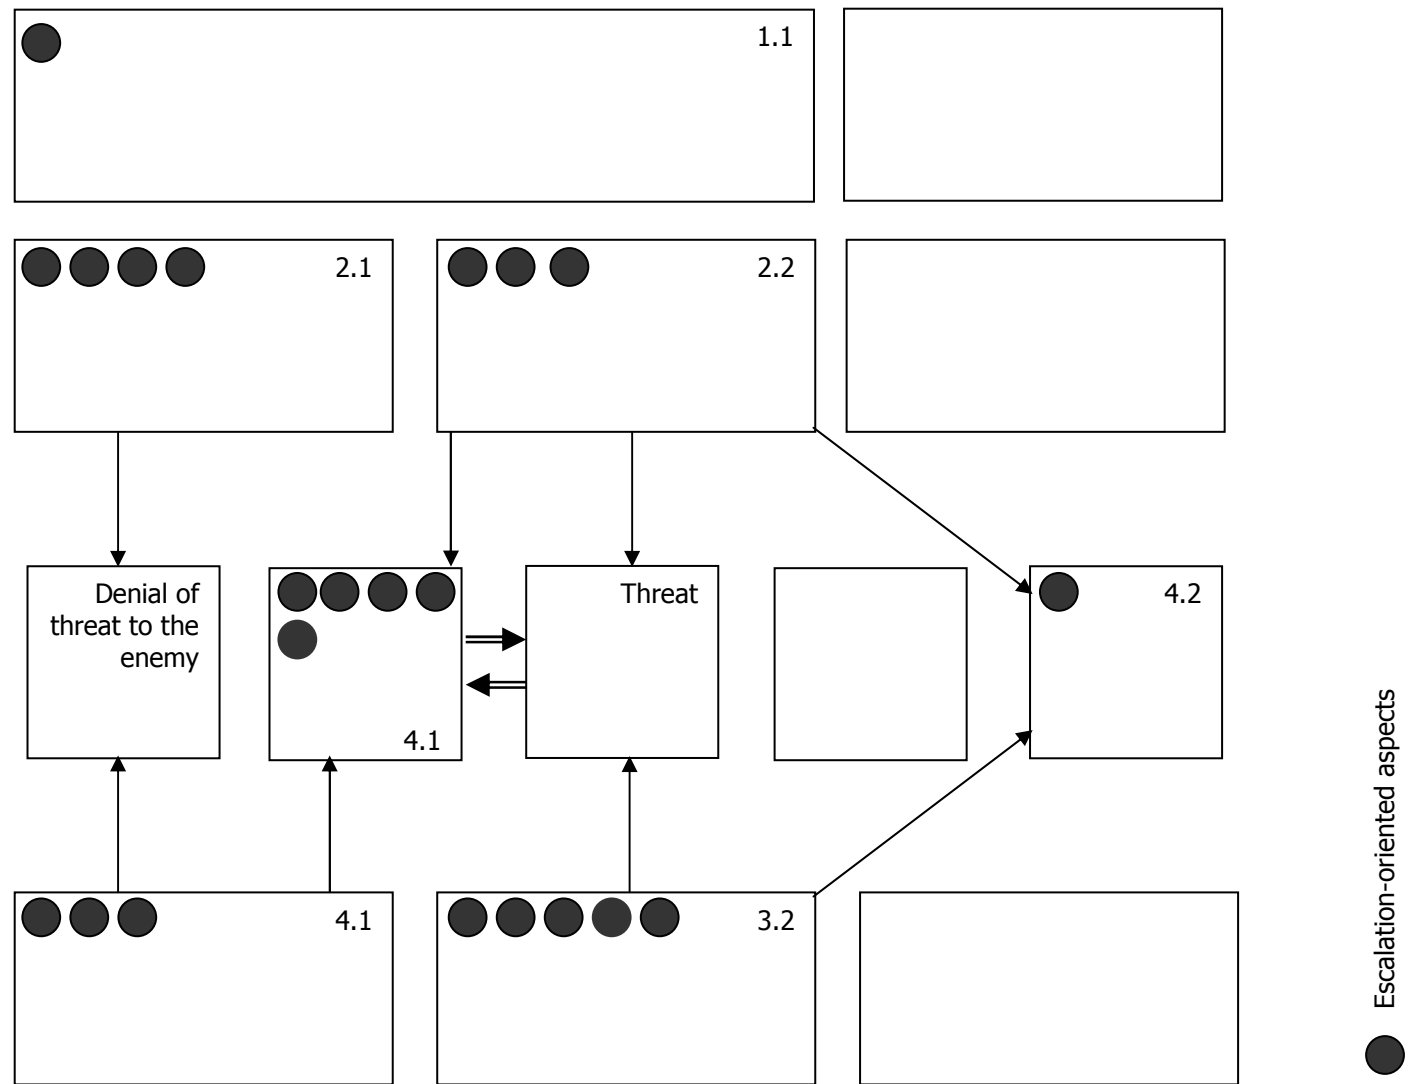 1.1
2.1
2.2
Denial of
threat to the
enemy
4.1
Threat
4.2
4.1
3.2
Escalation-oriented aspects